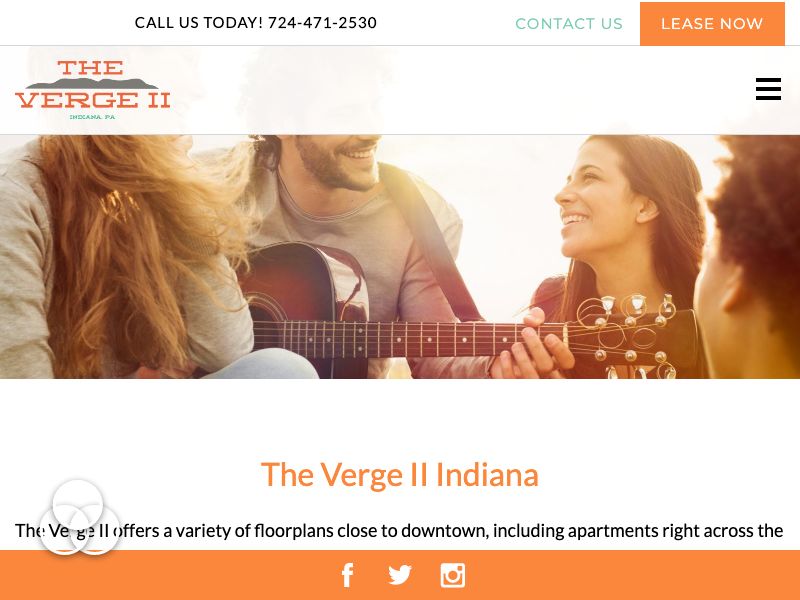 CALL US TODAY! 724-471-2530
CONTACT US
LEASE NOW
THE
VERGE II
INDIANA, PA
The Verge II Indiana
The Verge II offers a variety of floorplans close to downtown, including apartments right across the